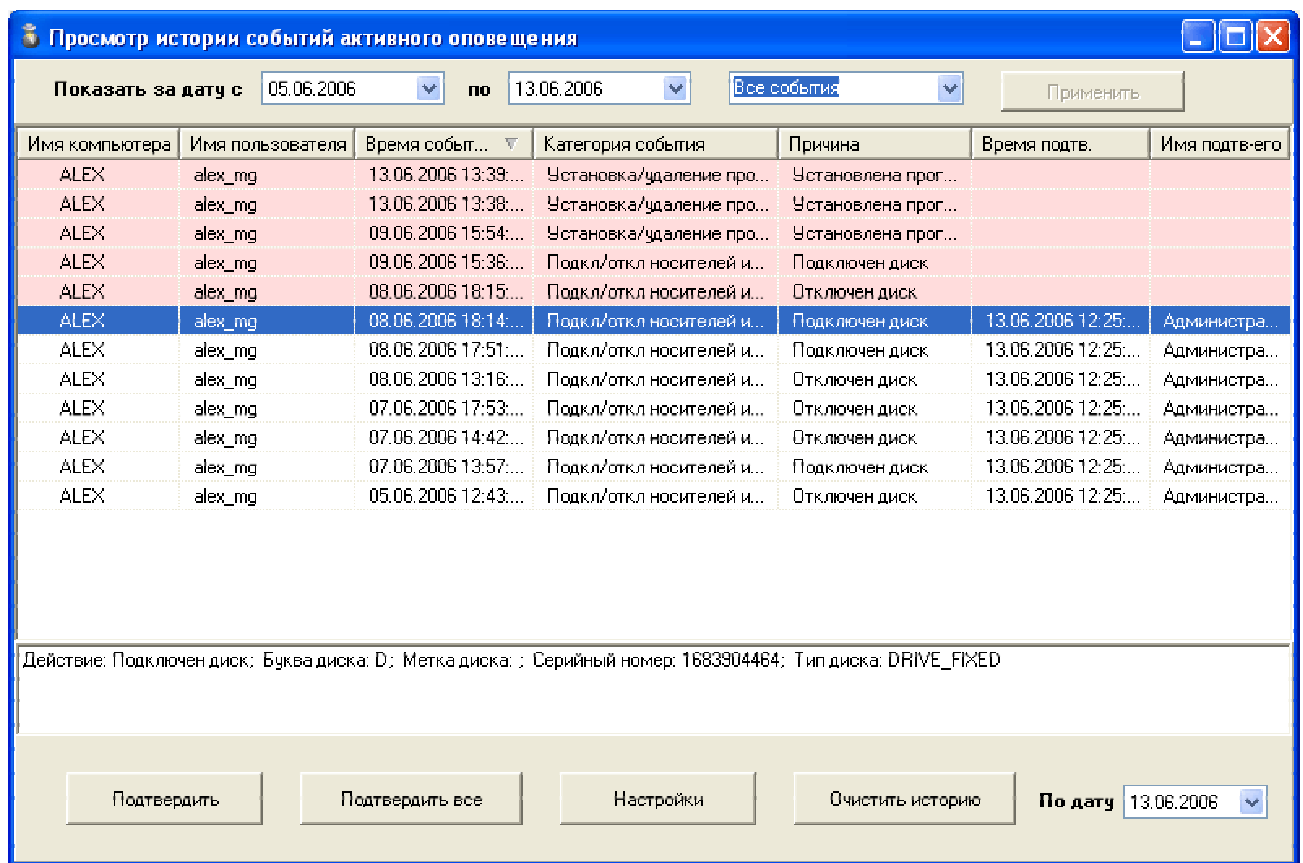 Просмотр истории событий активного оповещения
Показать за дату с 05.06.2006 по 13.06.2006 Все события Применить
Имя компьютера Имя пользователя Время событ... Категория события Причина Время подтв. Имя подтв-его
ALEX alex_mg 13.06.2006 13:39:... Установка/удаление про... Установлена прог...
ALEX alex_mg 13.06.2006 13:38:... Установка/удаление про... Установлена прог...
ALEX alex_mg 09.06.2006 15:54:... Установка/удаление про... Установлена прог...
ALEX alex_mg 09.06.2006 15:36:... Подкл/откл носителей и... Подключен диск
ALEX alex_mg 08.06.2006 18:15:... Подкл/откл носителей и... Отключен диск
ALEX alex_mg 08.06.2006 18:14:... Подкл/откл носителей и... Подключен диск 13.06.2006 12:25:... Администра...
ALEX alex_mg 08.06.2006 17:51:... Подкл/откл носителей и... Подключен диск 13.06.2006 12:25:... Администра...
ALEX alex_mg 08.06.2006 13:16:... Подкл/откл носителей и... Отключен диск 13.06.2006 12:25:... Администра...
ALEX alex_mg 07.06.2006 17:53:... Подкл/откл носителей и... Отключен диск 13.06.2006 12:25:... Администра...
ALEX alex_mg 07.06.2006 14:42:... Подкл/откл носителей и... Отключен диск 13.06.2006 12:25:... Администра...
ALEX alex_mg 07.06.2006 13:57:... Подкл/откл носителей и... Подключен диск 13.06.2006 12:25:... Администра...
ALEX alex_mg 05.06.2006 12:43:... Подкл/откл носителей и... Отключен диск 13.06.2006 12:25:... Администра...
Действие: Подключен диск; Буква диска: D; Метка диска: ; Серийный номер: 1683904464; Тип диска: DRIVE_FIXED
Подтвердить Подтвердить все Настройки Очистить историю По дату 13.06.2006